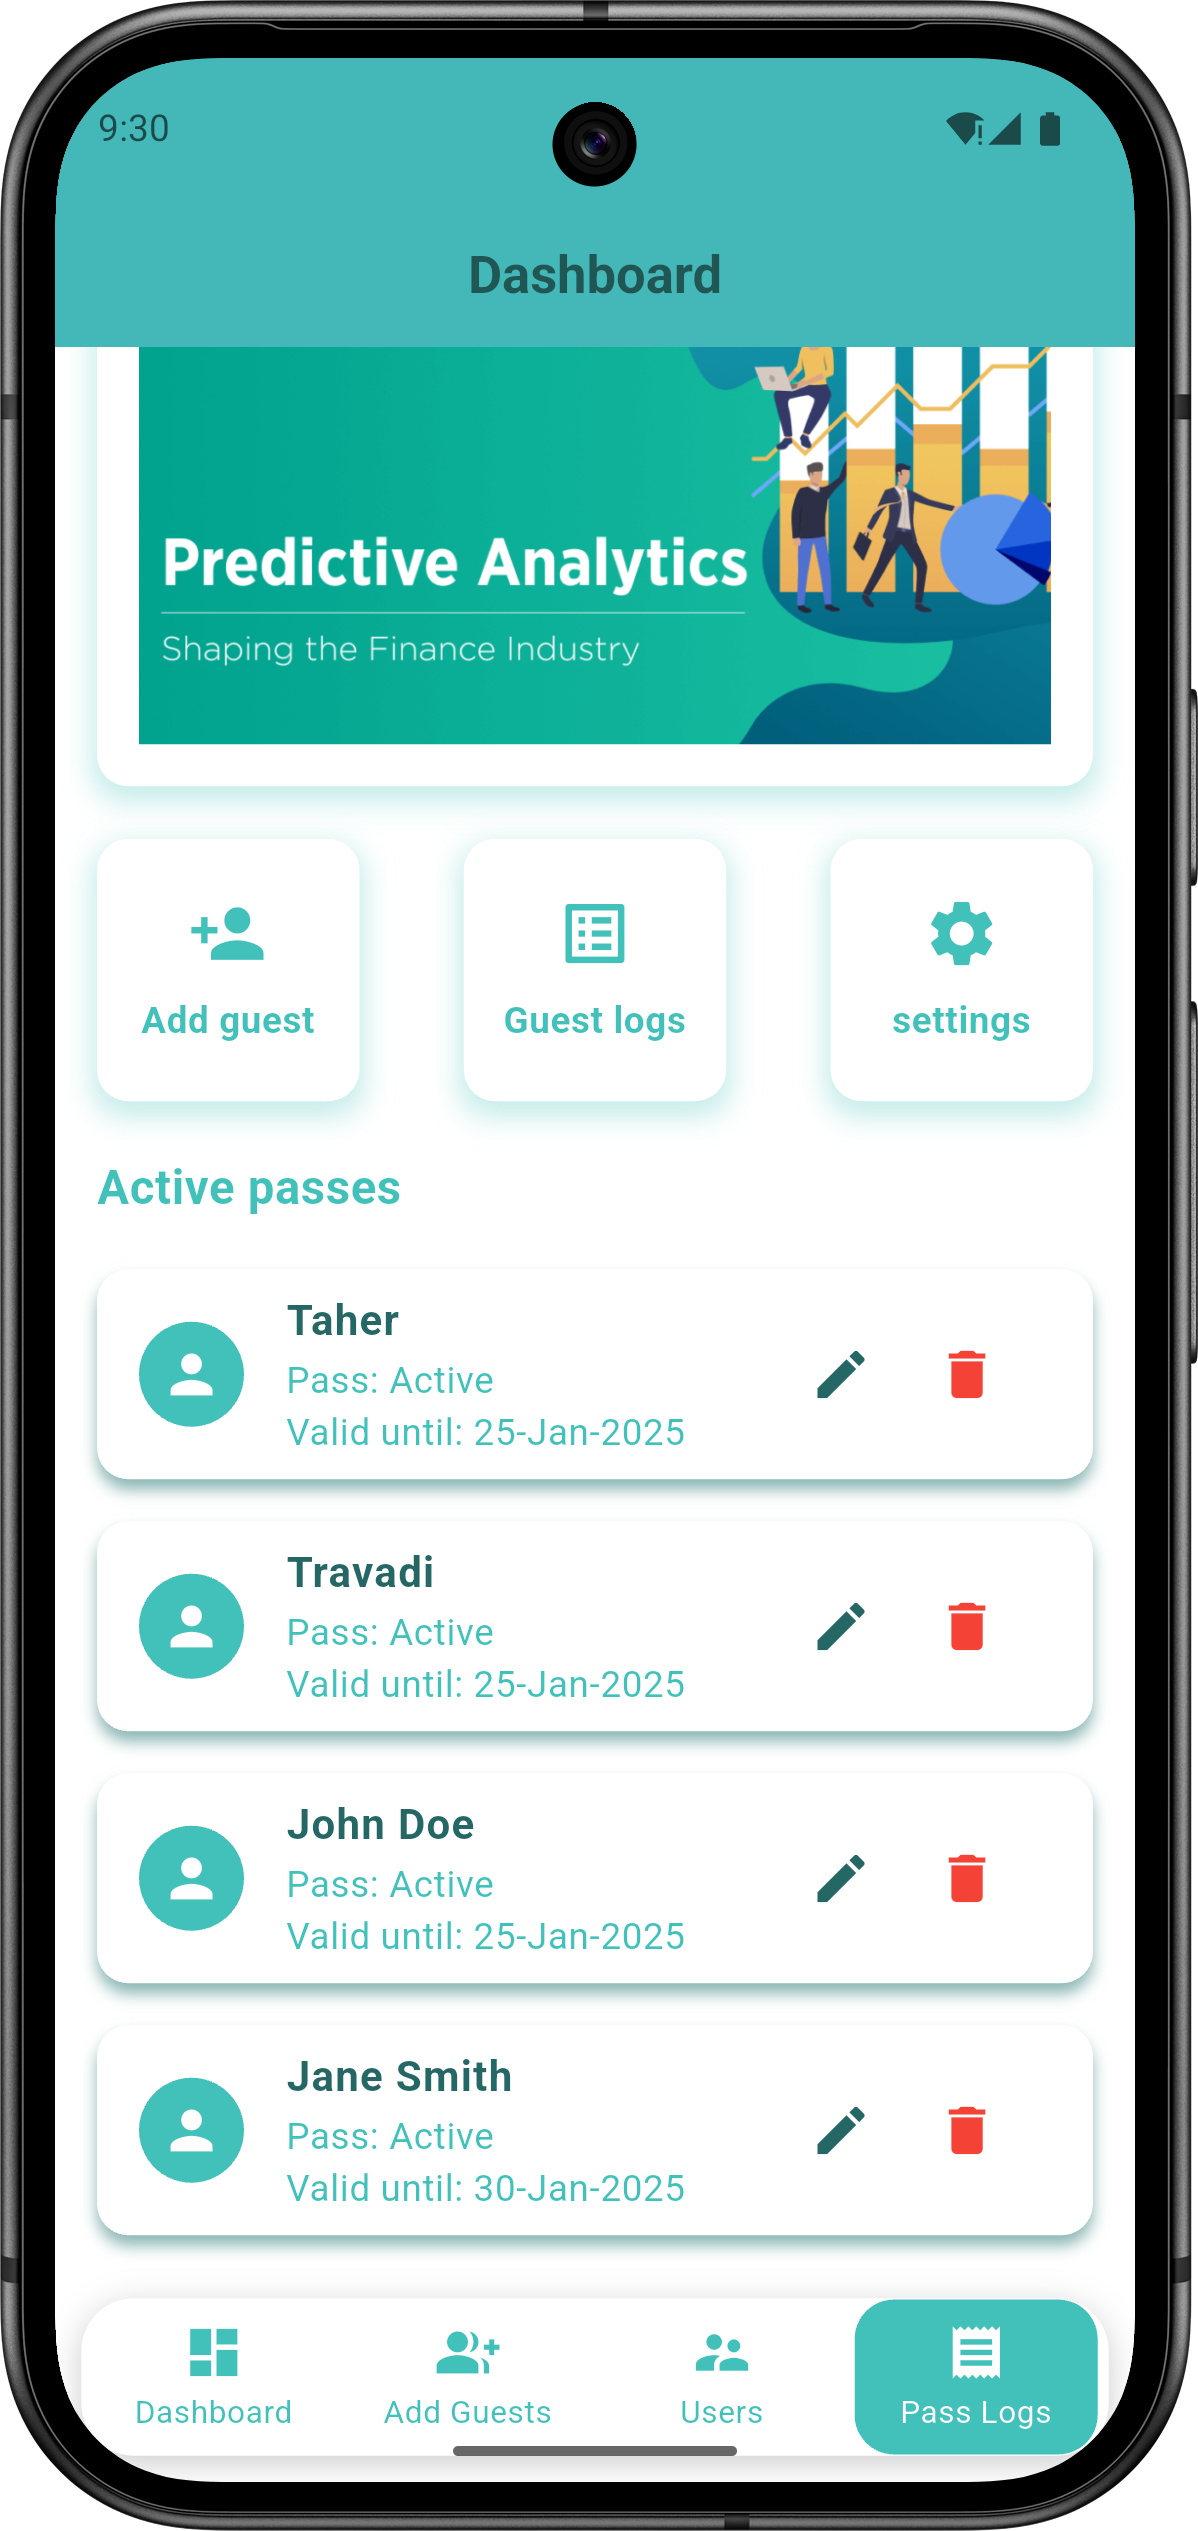 9:30
Dashboard
Predictive Analytics
Shaping the Finance Industry
Add guest
Guest logs
settings
Active passes
Taher
Pass: Active
Valid until: 25-Jan-2025
Travadi
Pass: Active
Valid until: 25-Jan-2025
John Doe
Pass: Active
Valid until: 25-Jan-2025
Jane Smith
Pass: Active
Valid until: 30-Jan-2025
Dashboard
Add Guests
Users
Pass Logs